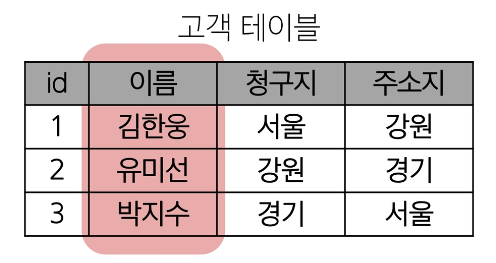 고객 테이블
id 이름 청구지 주소지
1 김한웅 서울 강원
2 유미선 강원 경기
3 박지수 경기 서울